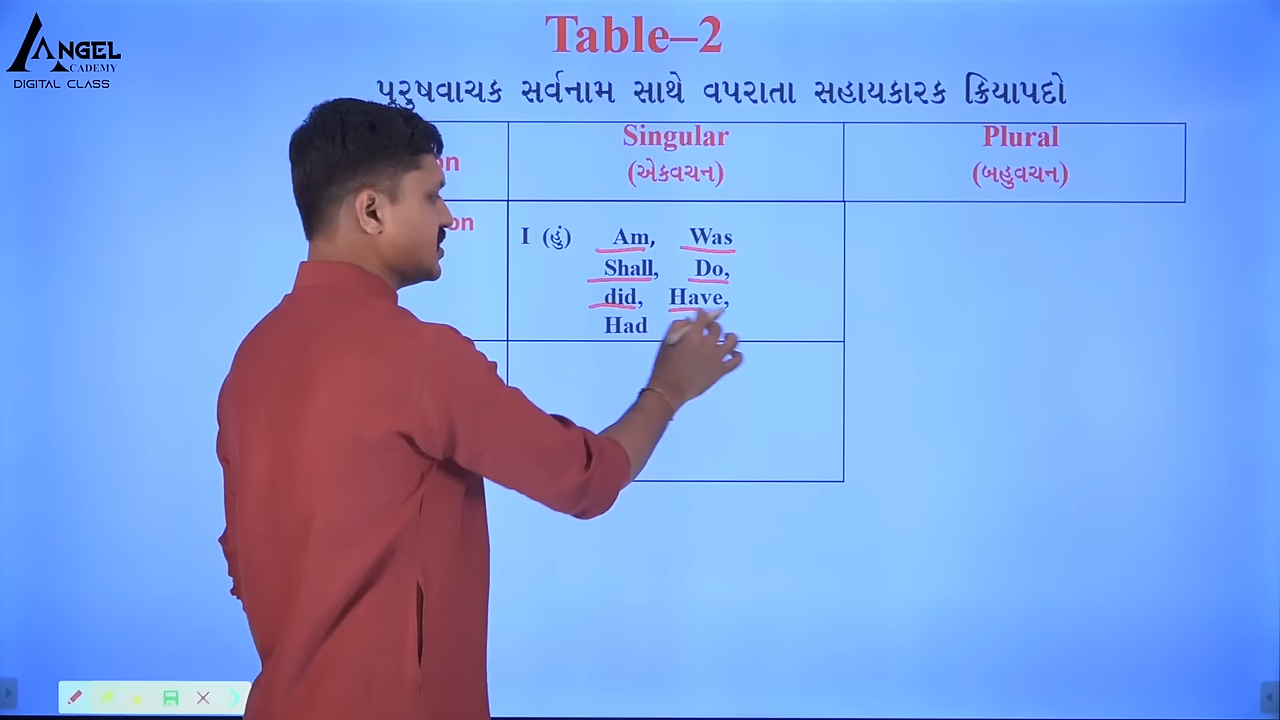 ANGEL
ACADEMY
DIGITAL CLASS
Table–2
પૂરુષવાચક સર્વનામ સાથે વપરાતા સહાયકારક ક્રિયાપદો
Singular
Plural
(એકવચન)
(બહુવચન)
I (હું) Am, Was
Shall, Do,
did, Have,
Had